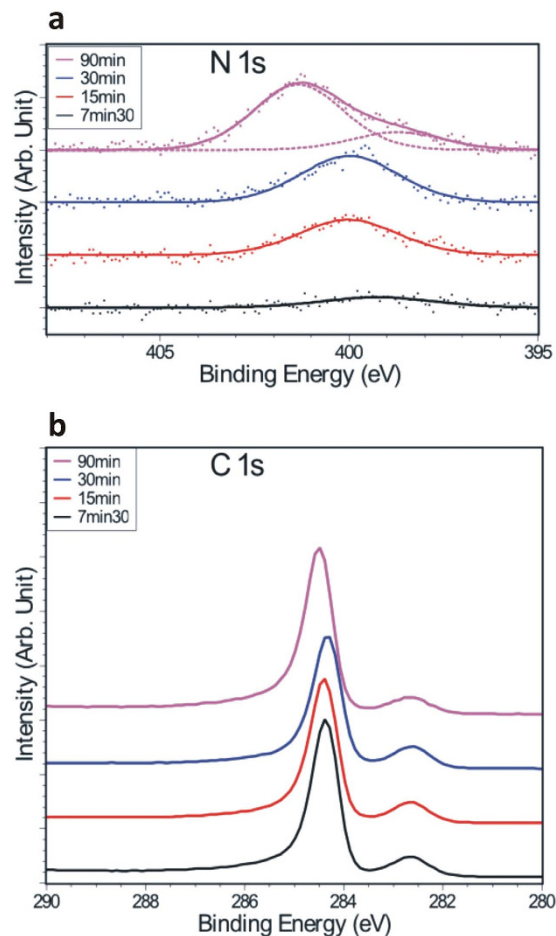 a
N 1s
90min
30min
15min
7min30
Intensity (Arb. Unit)
405
400
395
Binding Energy (eV)
b
C 1s
90min
30min
15min
7min30
Intensity (Arb. Unit)
290
288
286
284
282
280
Binding Energy (eV)